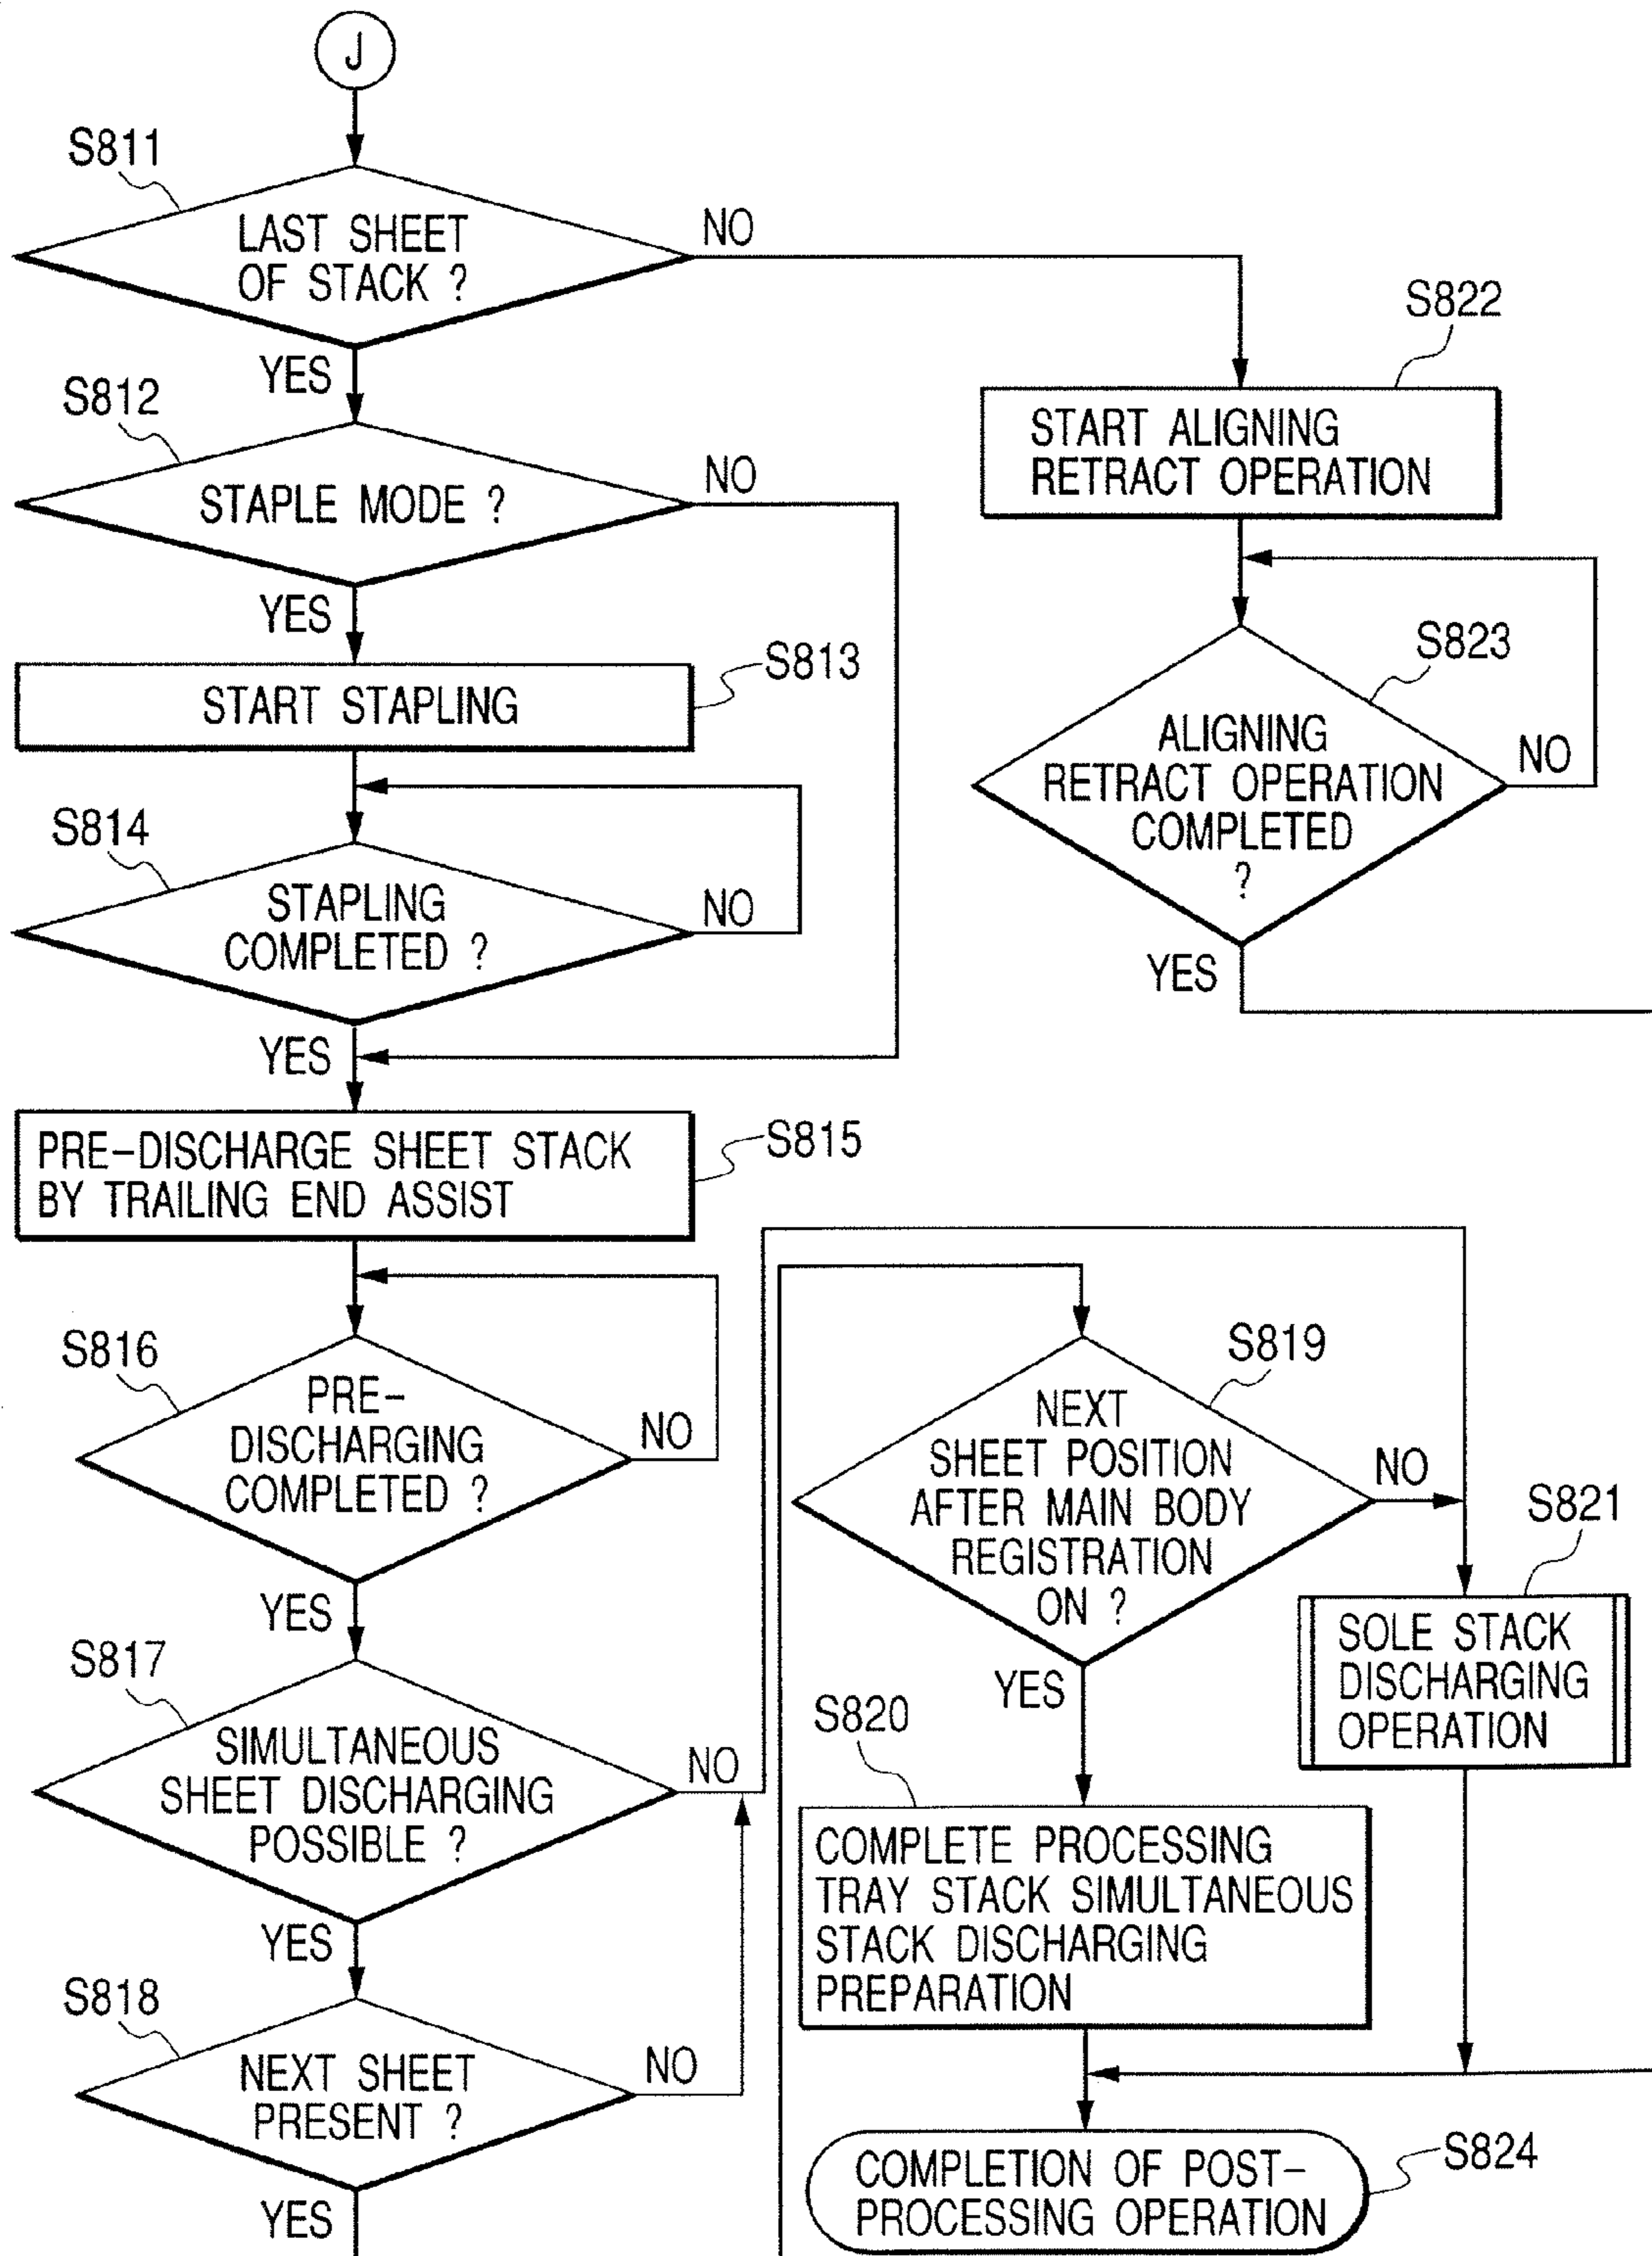 J
S811
LAST SHEET
OF STACK ?
NO
YES
S812
STAPLE MODE ?
NO
YES
START STAPLING
S813
S814
STAPLING
COMPLETED ?
NO
YES
PRE-DISCHARGE SHEET STACK
BY TRAILING END ASSIST
S815
S816
PRE-
DISCHARGING
COMPLETED ?
NO
YES
S817
SIMULTANEOUS
SHEET DISCHARGING
POSSIBLE ?
NO
YES
S818
NEXT SHEET
PRESENT ?
NO
YES
S822
START ALIGNING
RETRACT OPERATION
S823
ALIGNING
RETRACT OPERATION
COMPLETED
?
NO
YES
S819
NEXT
SHEET POSITION
AFTER MAIN BODY
REGISTRATION
ON ?
NO
YES
S821
SOLE STACK
DISCHARGING
OPERATION
S820
COMPLETE PROCESSING
TRAY STACK SIMULTANEOUS
STACK DISCHARGING
PREPARATION
COMPLETION OF POST-
PROCESSING OPERATION
S824